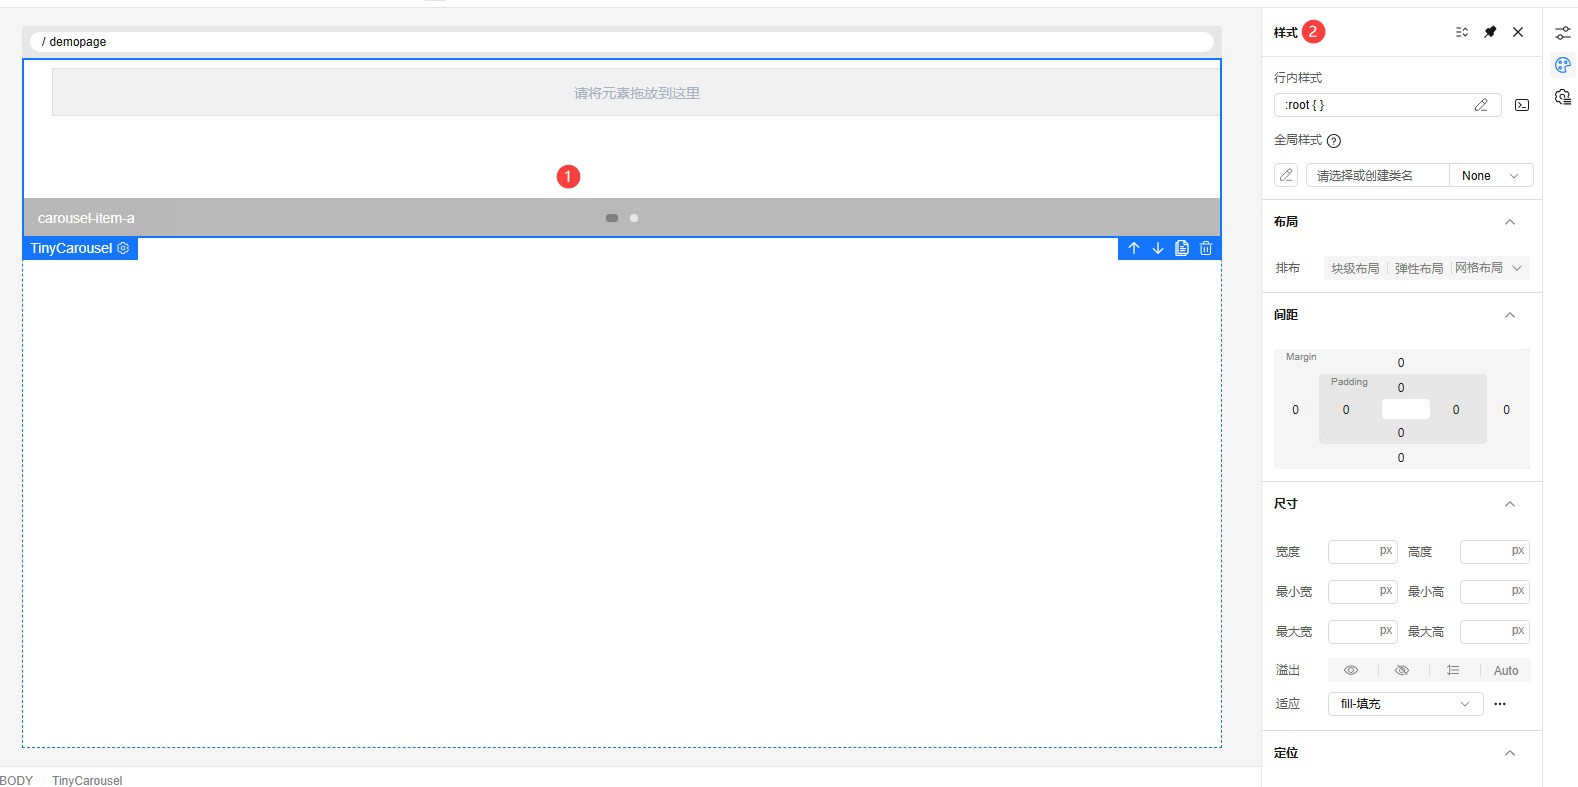 / demopage
请将元素拖放到这里
1
carousel-item-a
TinyCarousel
BODY
TinyCarousel
样式 2
行内样式
:root { }
全局样式 ?
请选择或创建类名 None
布局
排布 块级布局 弹性布局 网格布局
间距
Margin
0
Padding
0
0 0 0 0
0
0
尺寸
宽度 px 高度 px
最小宽 px 最小高 px
最大宽 px 最大高 px
溢出 Auto
适应 fill-填充
定位